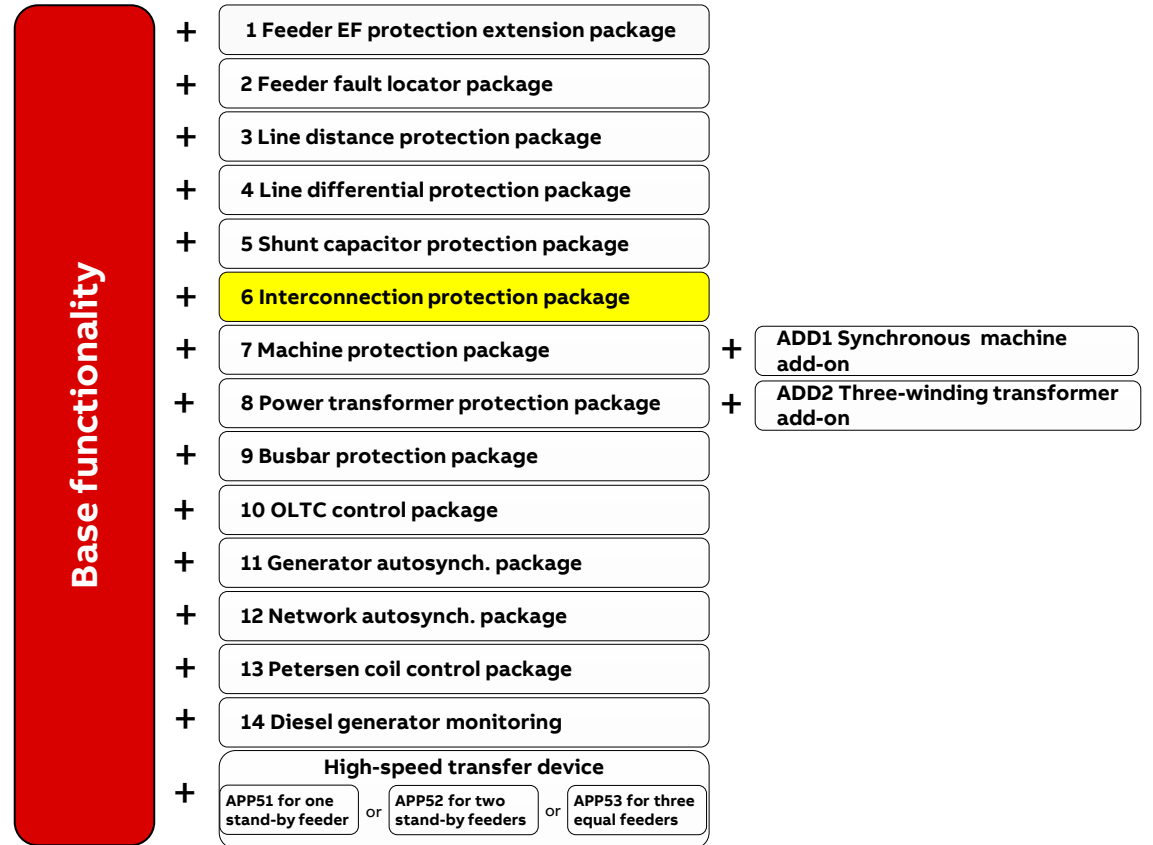 Base functionality
+ 1 Feeder EF protection extension package
+ 2 Feeder fault locator package
+ 3 Line distance protection package
+ 4 Line differential protection package
+ 5 Shunt capacitor protection package
+ 6 Interconnection protection package
+ 7 Machine protection package
+ ADD1 Synchronous machine
add-on
+ 8 Power transformer protection package
+ ADD2 Three-winding transformer
add-on
+ 9 Busbar protection package
+ 10 OLTC control package
+ 11 Generator autosynch. package
+ 12 Network autosynch. package
+ 13 Petersen coil control package
+ 14 Diesel generator monitoring
+ High-speed transfer device
APP51 for one
stand-by feeder
or
APP52 for two
stand-by feeders
or
APP53 for three
equal feeders